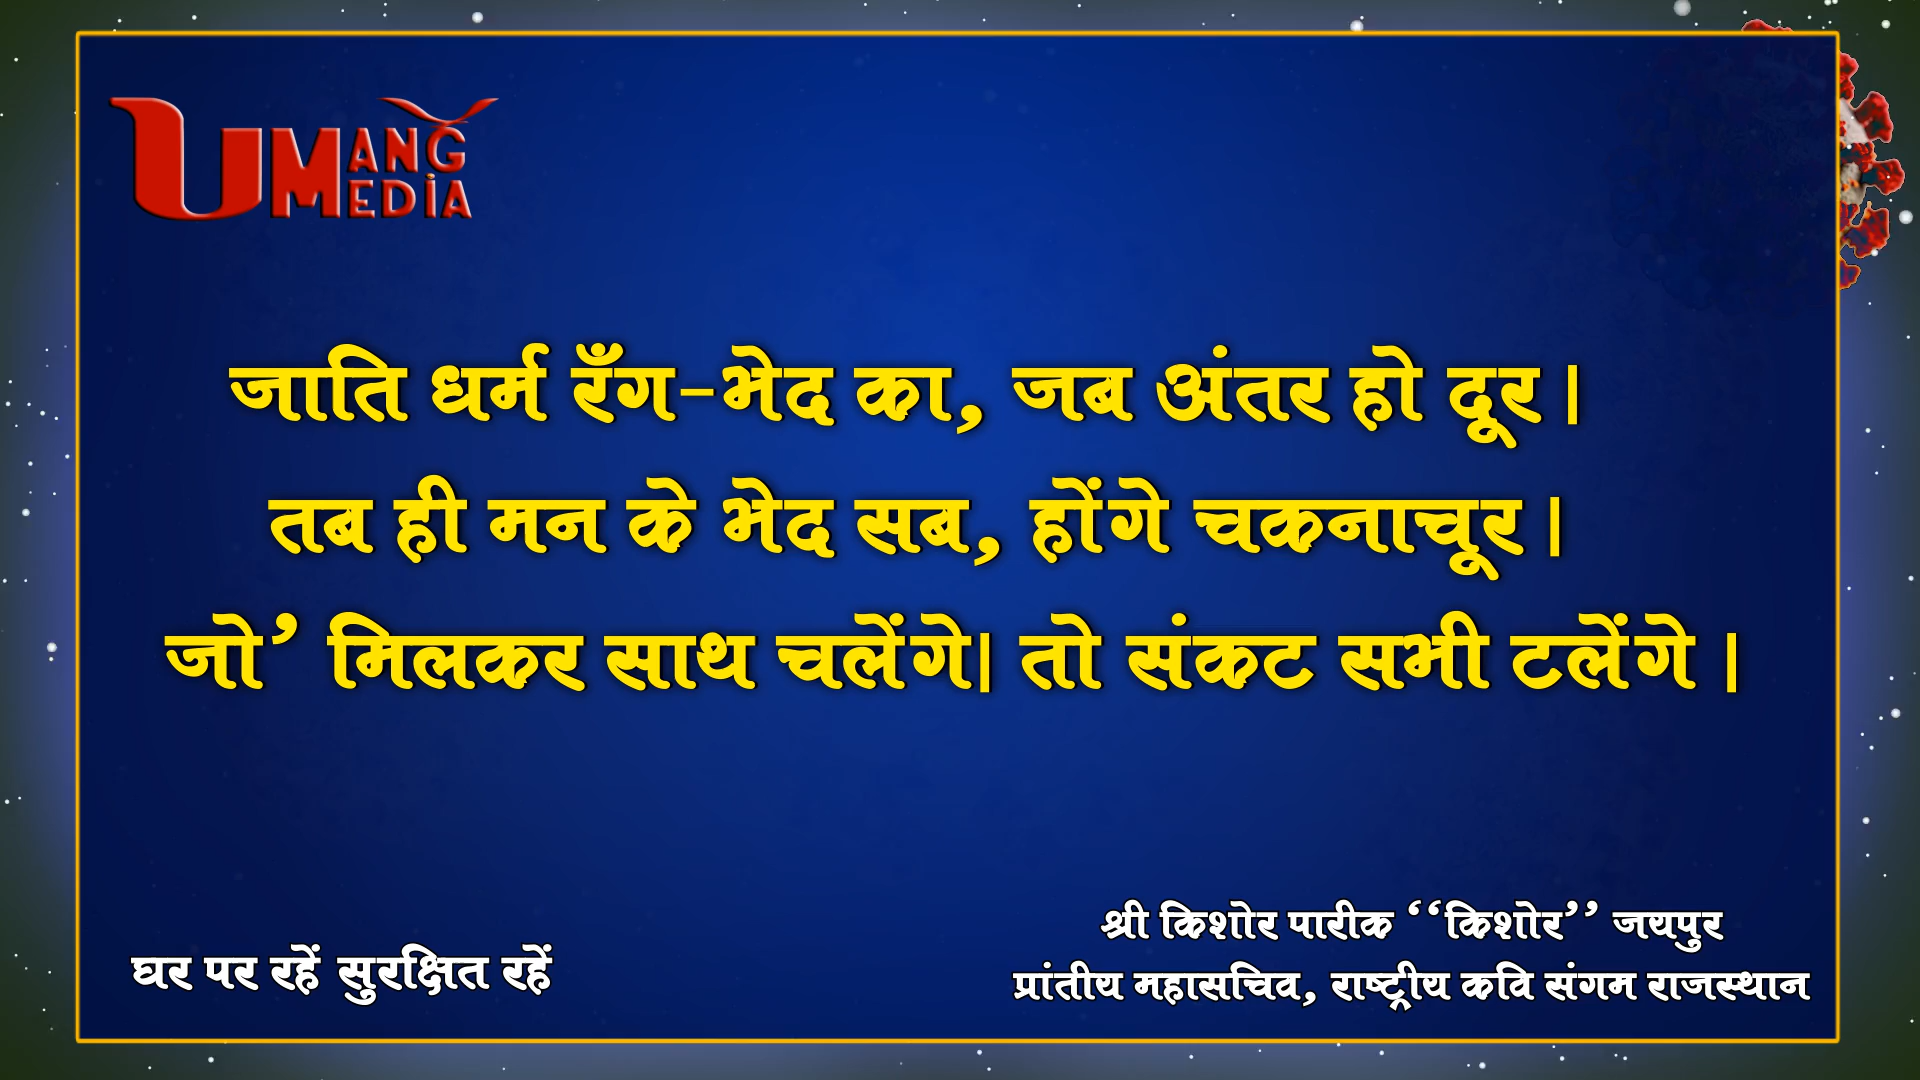 UMANG
MEDIA
जाति धर्म रँग-भेद का, जब अंतर हो दूर।
तब ही मन के भेद सब, होंगे चकनाचूर।
जो’ मिलकर साथ चलेंगे| तो संकट सभी टलेंगे ।
श्री किशोर पारीक ‘‘किशोर’’ जयपुर
प्रांतीय महासचिव, राष्ट्रीय कवि संगम राजस्थान
घर पर रहें सुरक्षित रहें